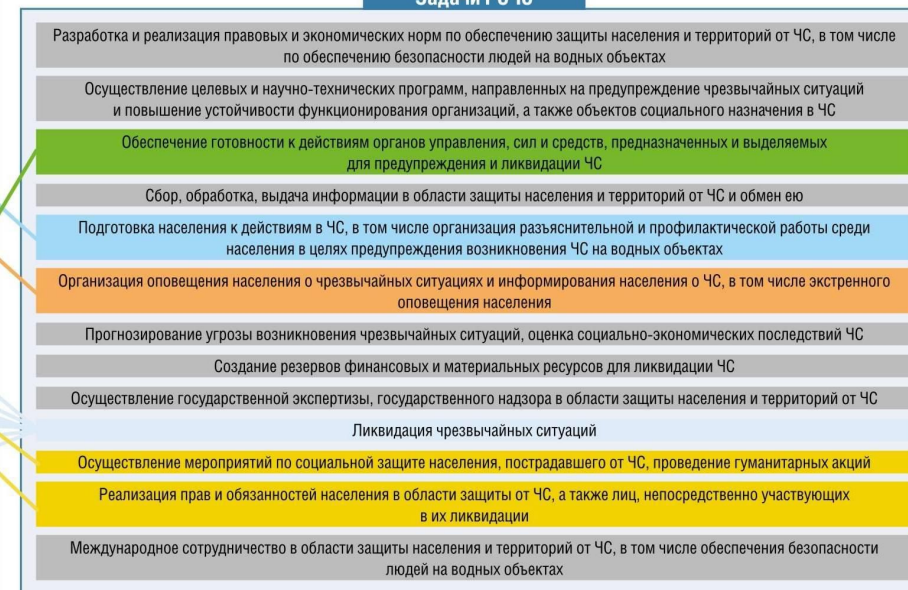 Задачи РСЧС
Разработка и реализация правовых и экономических норм по обеспечению защиты населения и территорий от ЧС, в том числе
по обеспечению безопасности людей на водных объектах
Осуществление целевых и научно-технических программ, направленных на предупреждение чрезвычайных ситуаций
и повышение устойчивости функционирования организаций, а также объектов социального назначения в ЧС
Обеспечение готовности к действиям органов управления, сил и средств, предназначенных и выделяемых
для предупреждения и ликвидации ЧС
Сбор, обработка, выдача информации в области защиты населения и территорий от ЧС и обмен ею
Подготовка населения к действиям в ЧС, в том числе организация разъяснительной и профилактической работы среди
населения в целях предупреждения возникновения ЧС на водных объектах
Организация оповещения населения о чрезвычайных ситуациях и информирования населения о ЧС, в том числе экстренного
оповещения населения
Прогнозирование угрозы возникновения чрезвычайных ситуаций, оценка социально-экономических последствий ЧС
Создание резервов финансовых и материальных ресурсов для ликвидации ЧС
Осуществление государственной экспертизы, государственного надзора в области защиты населения и территорий от ЧС
Ликвидация чрезвычайных ситуаций
Осуществление мероприятий по социальной защите населения, пострадавшего от ЧС, проведение гуманитарных акций
Реализация прав и обязанностей населения в области защиты от ЧС, а также лиц, непосредственно участвующих
в их ликвидации
Международное сотрудничество в области защиты населения и территорий от ЧС, в том числе обеспечения безопасности
людей на водных объектах